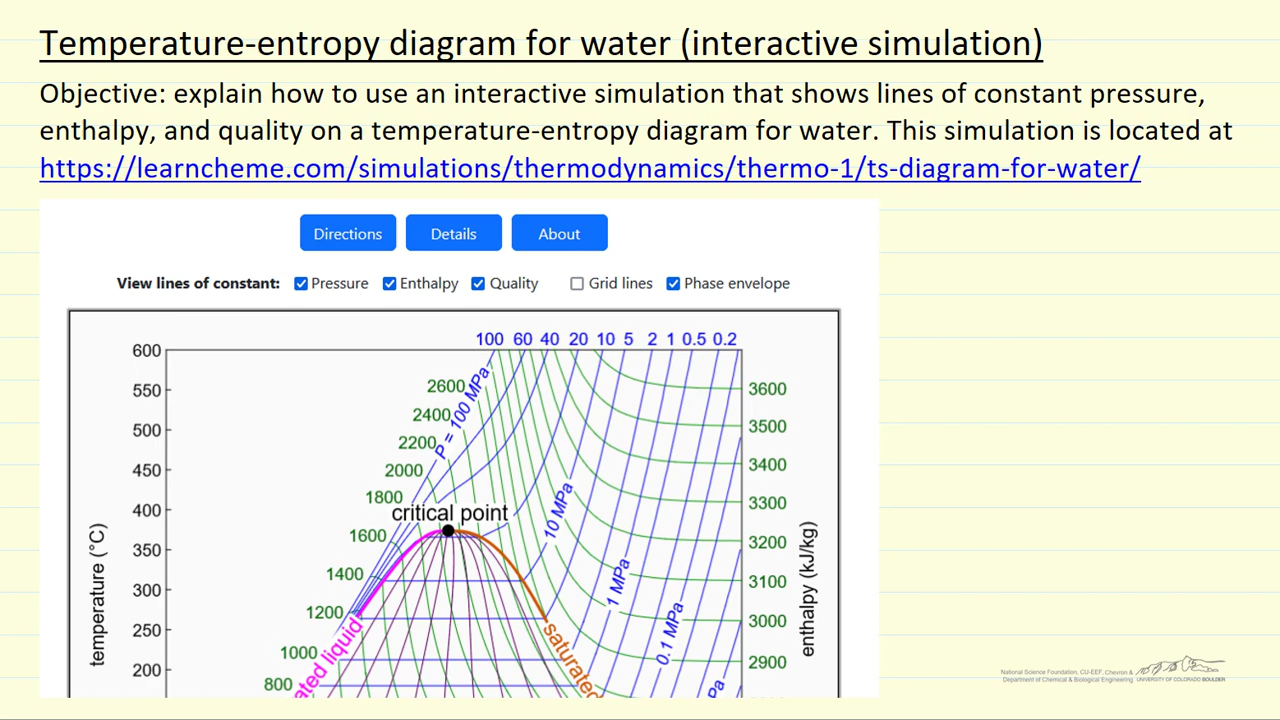 Temperature-entropy diagram for water (interactive simulation)
Objective: explain how to use an interactive simulation that shows lines of constant pressure,
enthalpy, and quality on a temperature-entropy diagram for water. This simulation is located at
https://learncheme.com/simulations/thermodynamics/thermo-1/ts-diagram-for-water/
Directions Details About
View lines of constant: Pressure Enthalpy Quality Grid lines Phase envelope
100 60 40 20 10 5 2 1 0.5 0.2
600
550
500
450
400
350
300
250
200
temperature (°C)
2600
2400
2200
2000
1800
1600
1400
1200
1000
800
P = 100 MPa
critical point
10 MPa
1 MPa
0.1 MPa
Pa
ated liquid
saturated
3600
3500
3400
3300
3200
3100
3000
2900
enthalpy (kJ/kg)
National Science Foundation, CU-EEF, Chevron &
Department of Chemical & Biological Engineering
UNIVERSITY OF COLORADO BOULDER